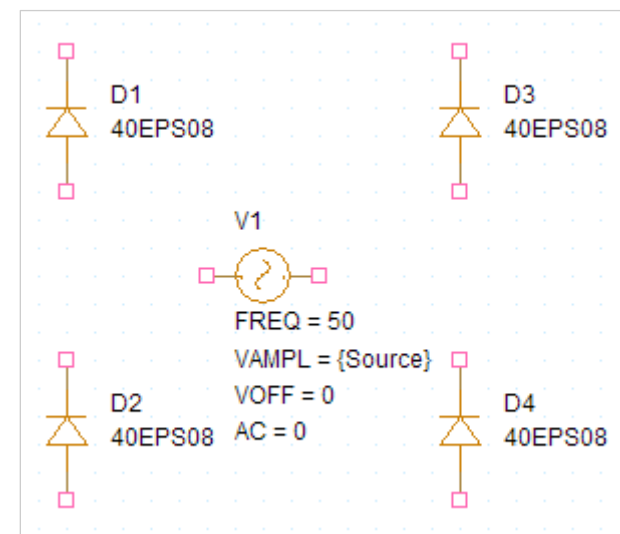 D1
40EPS08
D3
40EPS08
V1
FREQ = 50
VAMPL = {Source}
VOFF = 0
AC = 0
D2
40EPS08
D4
40EPS08